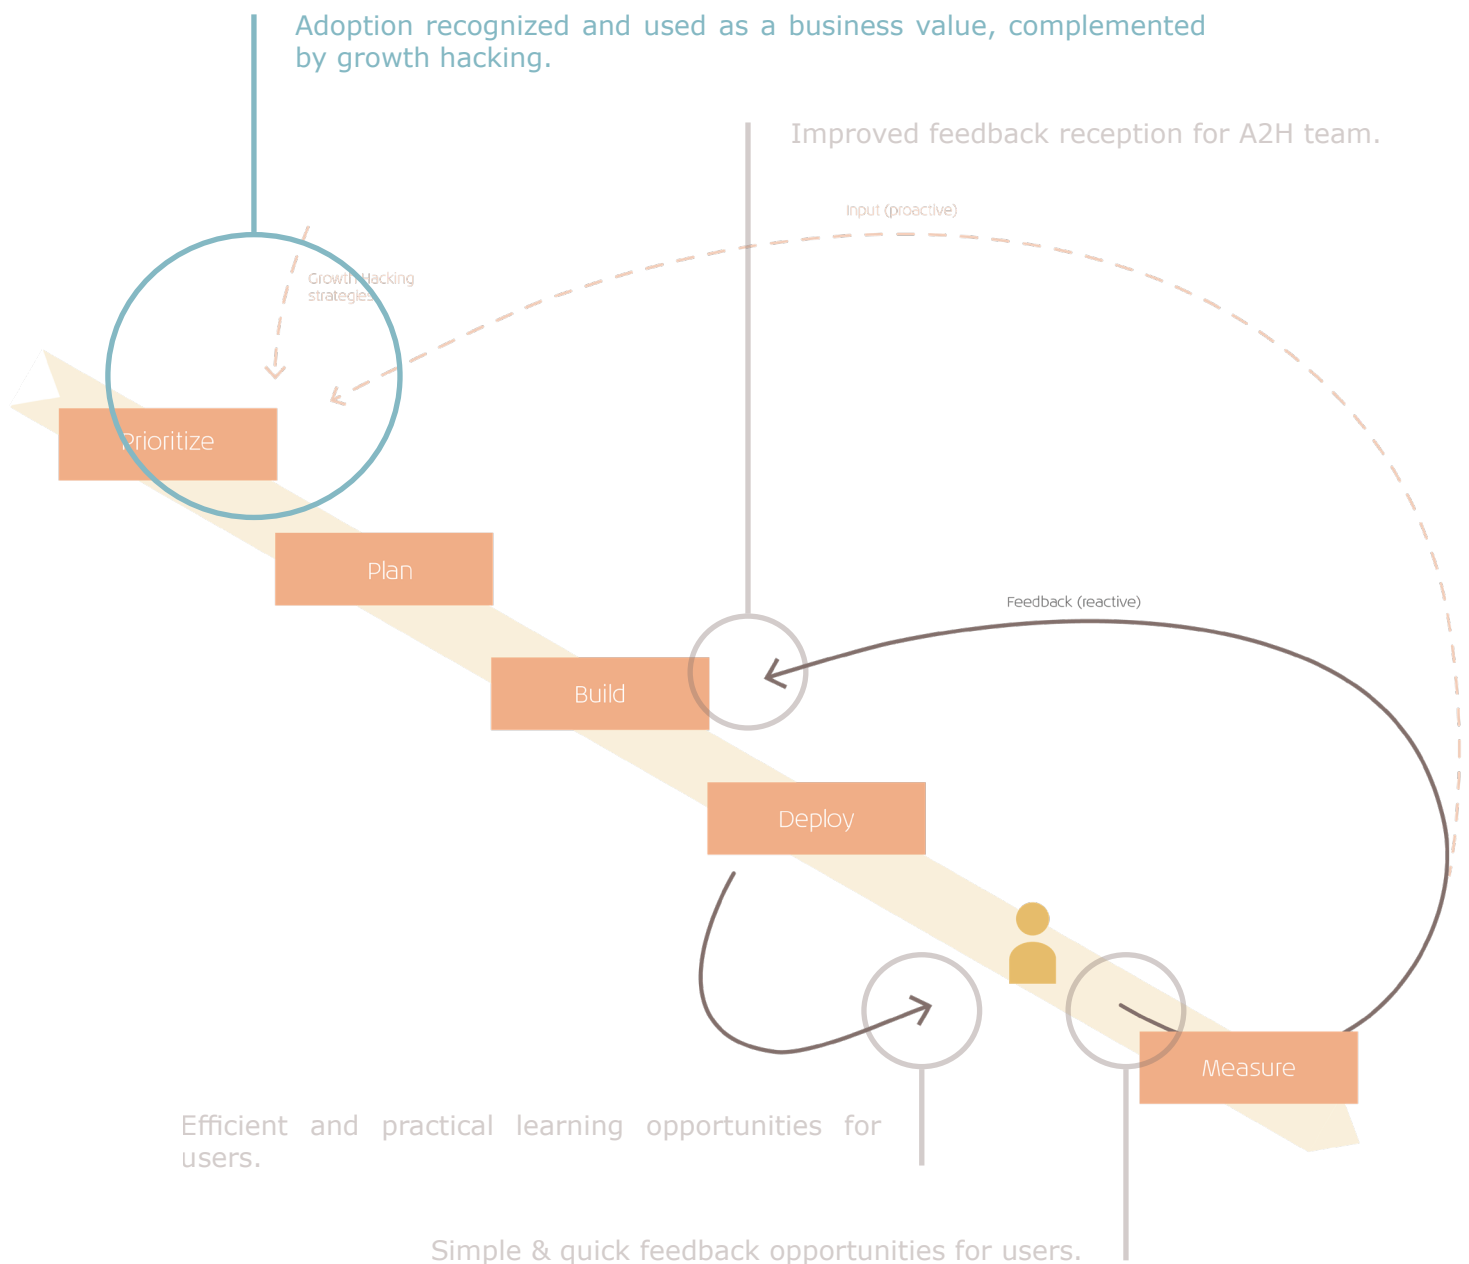 Adoption recognized and used as a business value, complemented
by growth hacking.
Improved feedback reception for A2H team.
Input (proactive)
Growth Hacking
strategies
Prioritize
Plan
Feedback (reactive)
Build
Deploy
Measure
Efficient and practical learning opportunities for
users.
Simple & quick feedback opportunities for users.